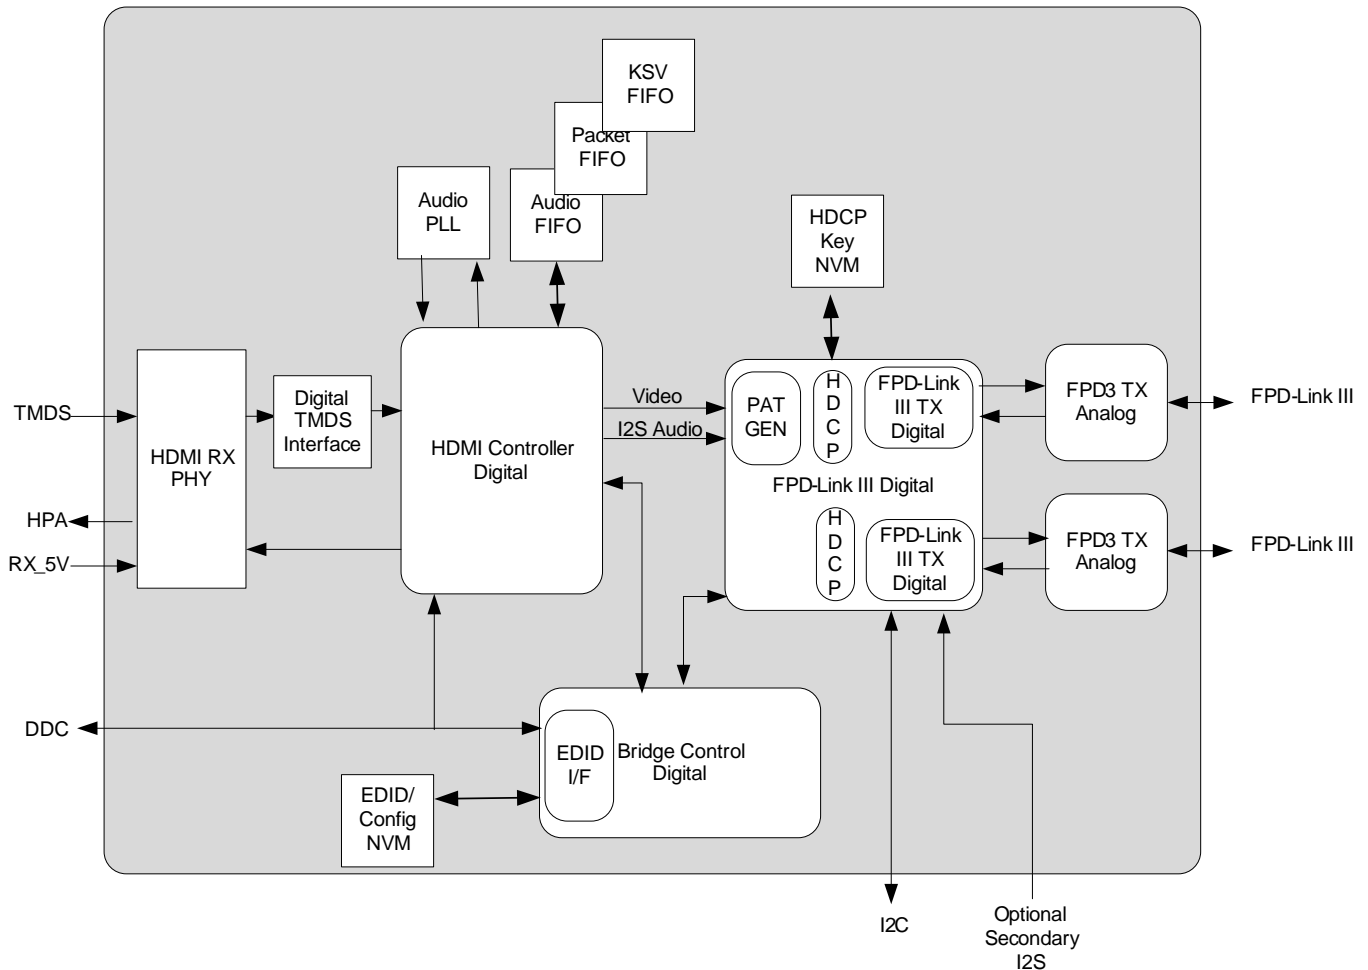 KSV
FIFO
Packet
FIFO
Audio
PLL
Audio
FIFO
HDCP
Key
NVM
TMDS
HPA
RX_5V
HDMI RX
PHY
Digital
TMDS
Interface
HDMI Controller
Digital
Video
I2S Audio
PAT
GEN
H
D
C
P
FPD-Link
III TX
Digital
FPD-Link III Digital
H
D
C
P
FPD-Link
III TX
Digital
FPD3 TX
Analog
FPD-Link III
FPD3 TX
Analog
FPD-Link III
DDC
EDID
I/F
Bridge Control
Digital
EDID/
Config
NVM
I2C
Optional
Secondary
I2S